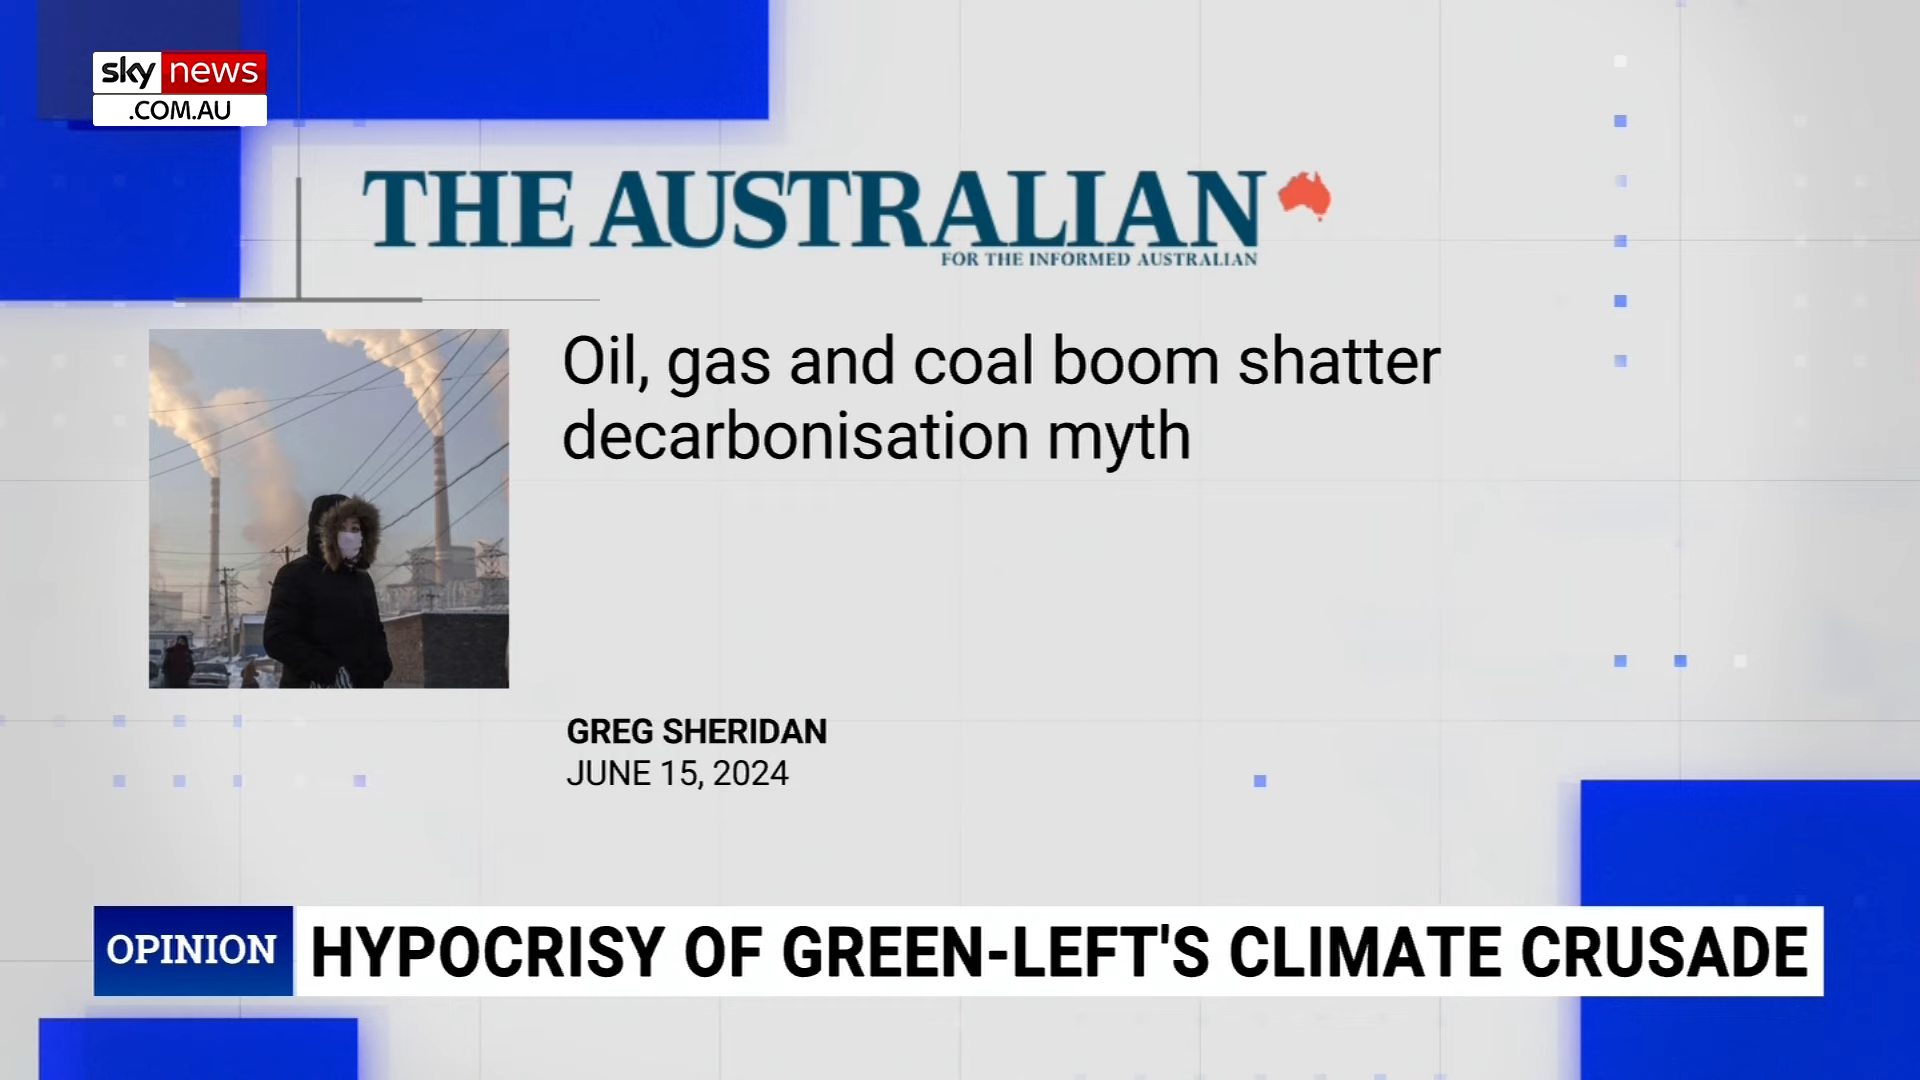 sky news
.COM.AU
THE AUSTRALIAN
FOR THE INFORMED AUSTRALIAN
Oil, gas and coal boom shatter
decarbonisation myth
GREG SHERIDAN
JUNE 15, 2024
OPINION
HYPOCRISY OF GREEN-LEFT'S CLIMATE CRUSADE